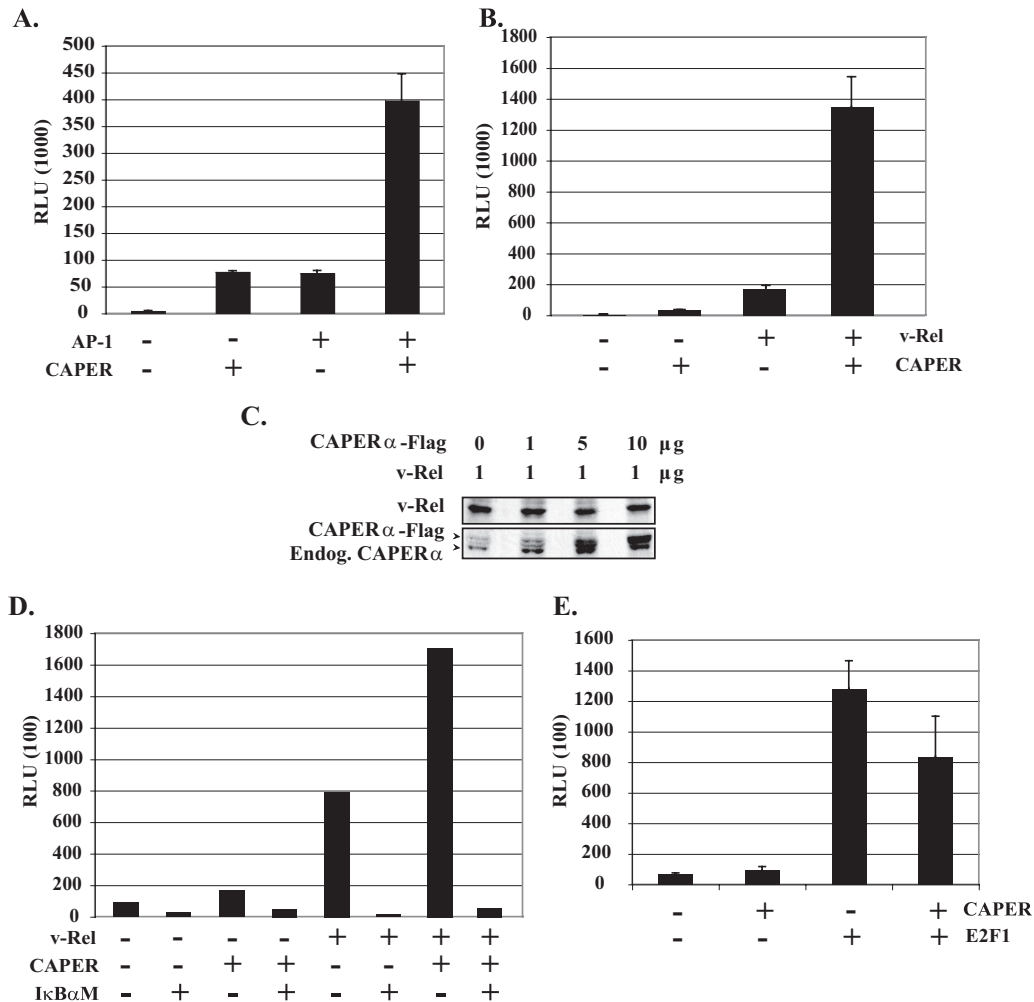 A.
500
450
400
350
300
250
200
150
100
50
0
RLU (1000)
AP-1 - - + +
CAPER - + - +
B.
1800
1600
1400
1200
1000
800
600
400
200
0
RLU (1000)
- - + + v-Rel
- + - + CAPER
C.
CAPERα-Flag 0 1 5 10 µg
v-Rel 1 1 1 1 µg
v-Rel
CAPERα-Flag
Endog. CAPERα
D.
1800
1600
1400
1200
1000
800
600
400
200
0
RLU (100)
v-Rel - - - - + + + +
CAPER - - + + - - + +
IκBαM - + - + - + - +
E.
1600
1400
1200
1000
800
600
400
200
0
RLU (100)
- + - + CAPER
- - + + E2F1